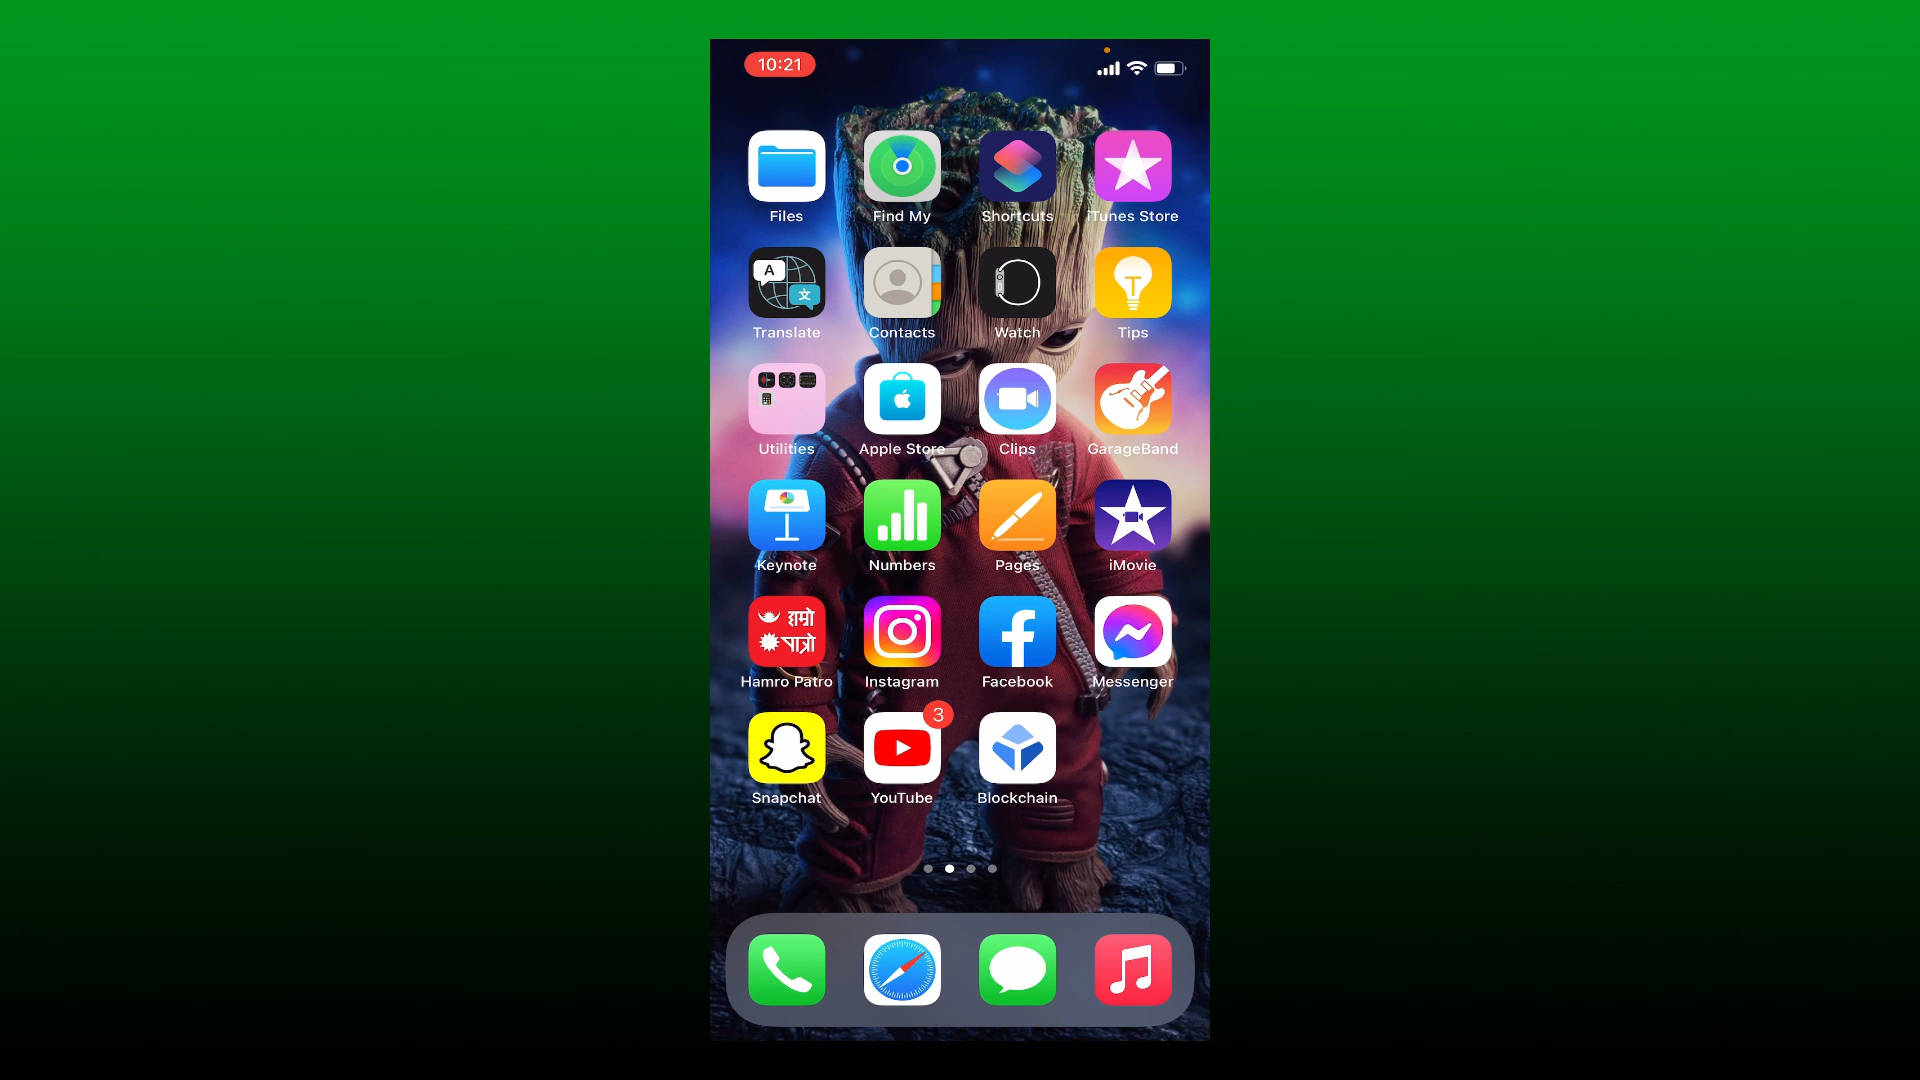 10:21
Files Find My Shortcuts iTunes Store
A 文
Translate Contacts Watch Tips
Utilities Apple Store Clips GarageBand
Keynote Numbers Pages iMovie
हाम्रो
पात्रो
Hamro Patro Instagram Facebook Messenger
3
Snapchat YouTube Blockchain